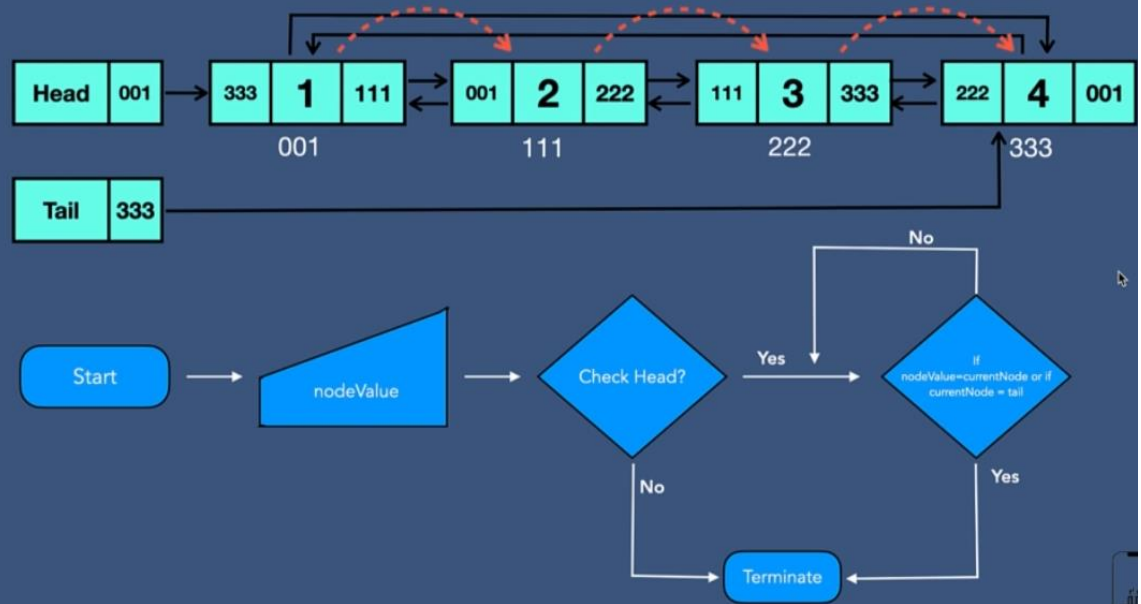 Head 001
333 1 111
001 2 222
111 3 333
222 4 001
001
111
222
333
Tail 333
No
Start
nodeValue
Check Head?
Yes
If
nodeValue=currentNode or if
currentNode = tail
No
Yes
Terminate